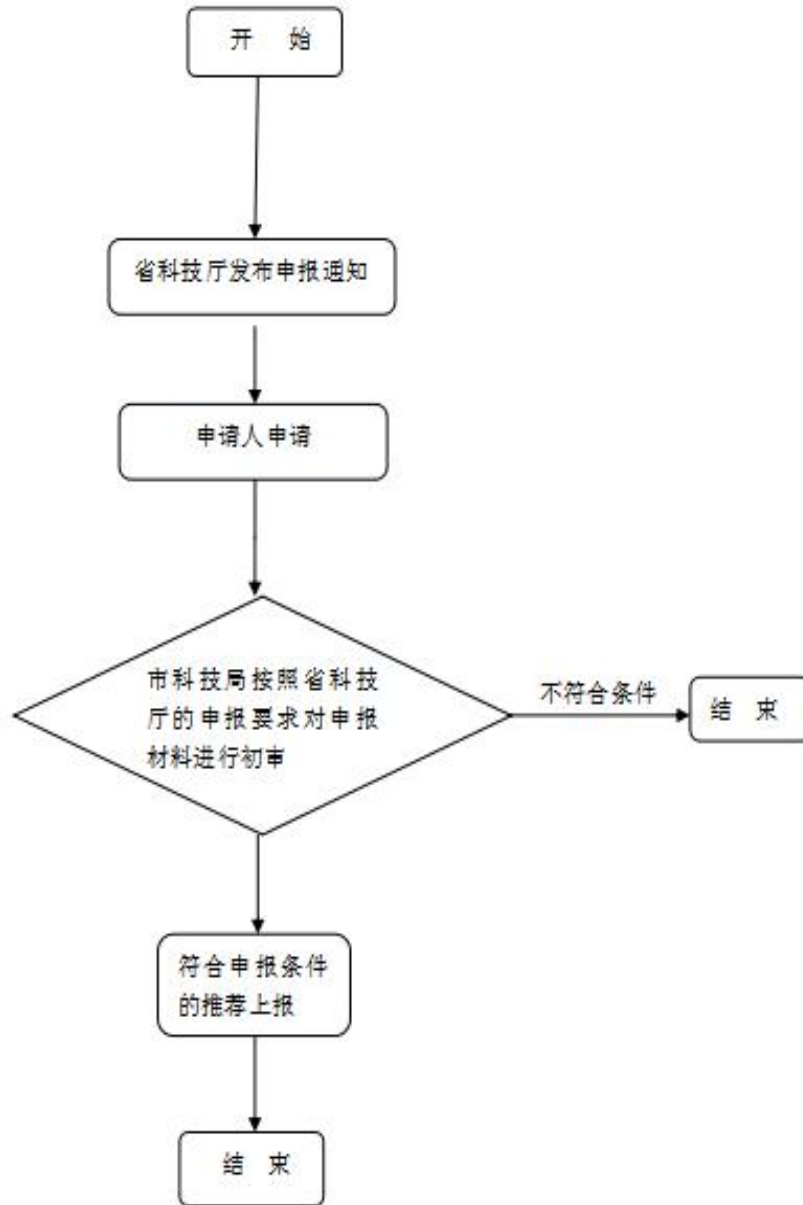 开 始
省科技厅发布申报通知
申请人申请
市科技局按照省科技
厅的申报要求对申报
材料进行初审
不符合条件
结 束
符合申报条件
的推荐上报
结 束